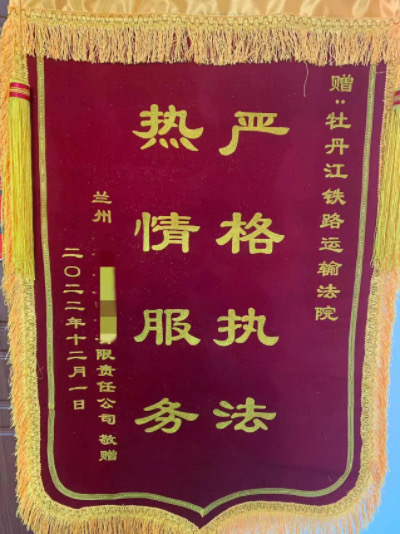 赠：牡丹江铁路运输法院
严格执法
热情服务
兰州 限责任公司 敬赠
二〇二二年十二月一日